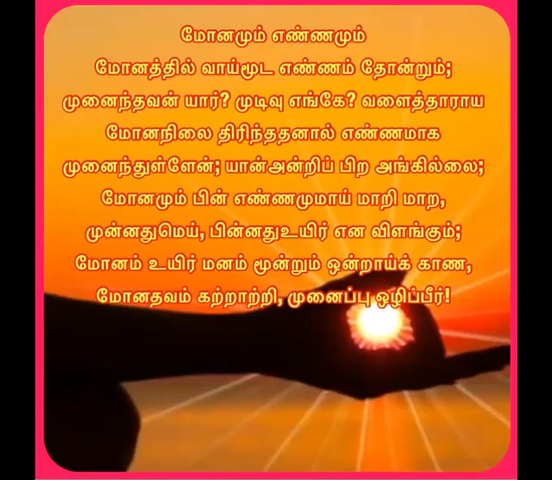 மோனமும் எண்ணமும்
மோனத்தில் வாய்மூட எண்ணம் தோன்றும்;
முனைந்தவன் யார்? முடிவு எங்கே? வளைத்தாராய
மோனநிலை திரிந்ததனால் எண்ணமாக
முனைந்துள்ளேன்; யான்அன்றிப் பிற அங்கில்லை;
மோனமும் பின் எண்ணமுமாய் மாறி மாற,
முன்னதுமெய், பின்னதுஉயிர் என விளங்கும்;
மோனம் உயிர் மனம் மூன்றும் ஒன்றாய்க் காண,
மோனதவம் கற்றாற்றி, முனைப்பு ஒழிப்பீர்!